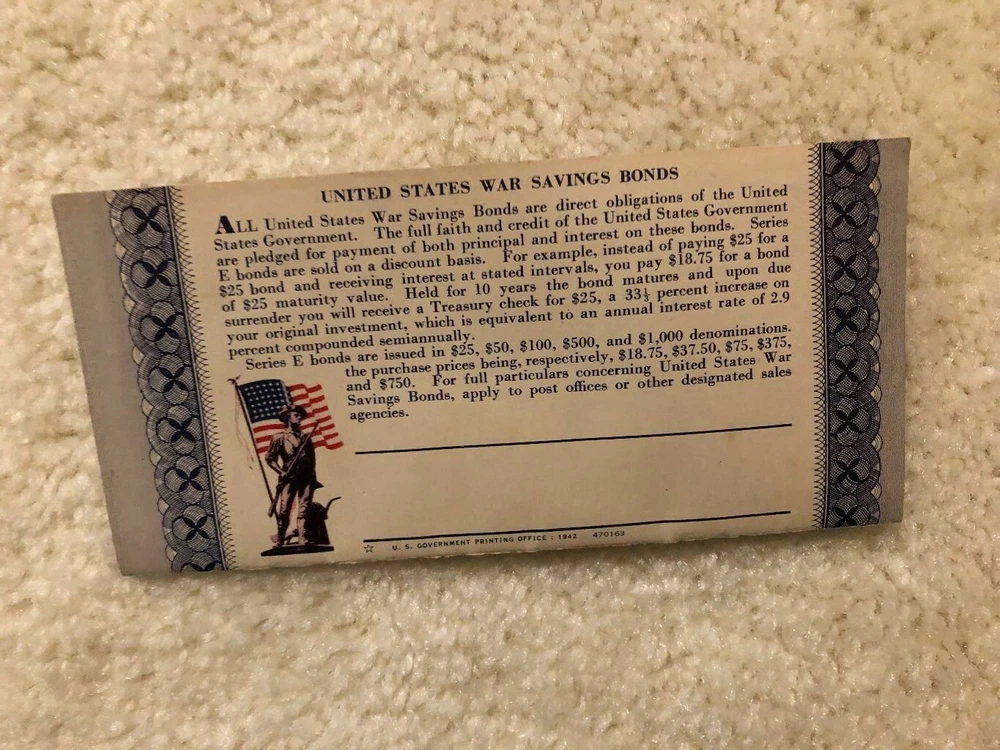 UNITED STATES WAR SAVINGS BONDS
ALL United States War Savings Bonds are direct obligations of the United
States Government. The full faith and credit of the United States Government
are pledged for payment of both principal and interest on these bonds. Series
E bonds are sold on a discount basis. For example, instead of paying $25 for a
$25 bond and receiving interest at stated intervals, you pay $18.75 for a bond
of $25 maturity value. Held for 10 years the bond matures and upon due
surrender you will receive a Treasury check for $25, a 33⅓ percent increase on
your original investment, which is equivalent to an annual interest rate of 2.9
percent compounded semiannually.
Series E bonds are issued in $25, $50, $100, $500, and $1,000 denominations.
the purchase prices being, respectively, $18.75, $37.50, $75, $375,
and $750. For full particulars concerning United States War
Savings Bonds, apply to post offices or other designated sales
agencies.
☆ U. S. GOVERNMENT PRINTING OFFICE : 1942 470163